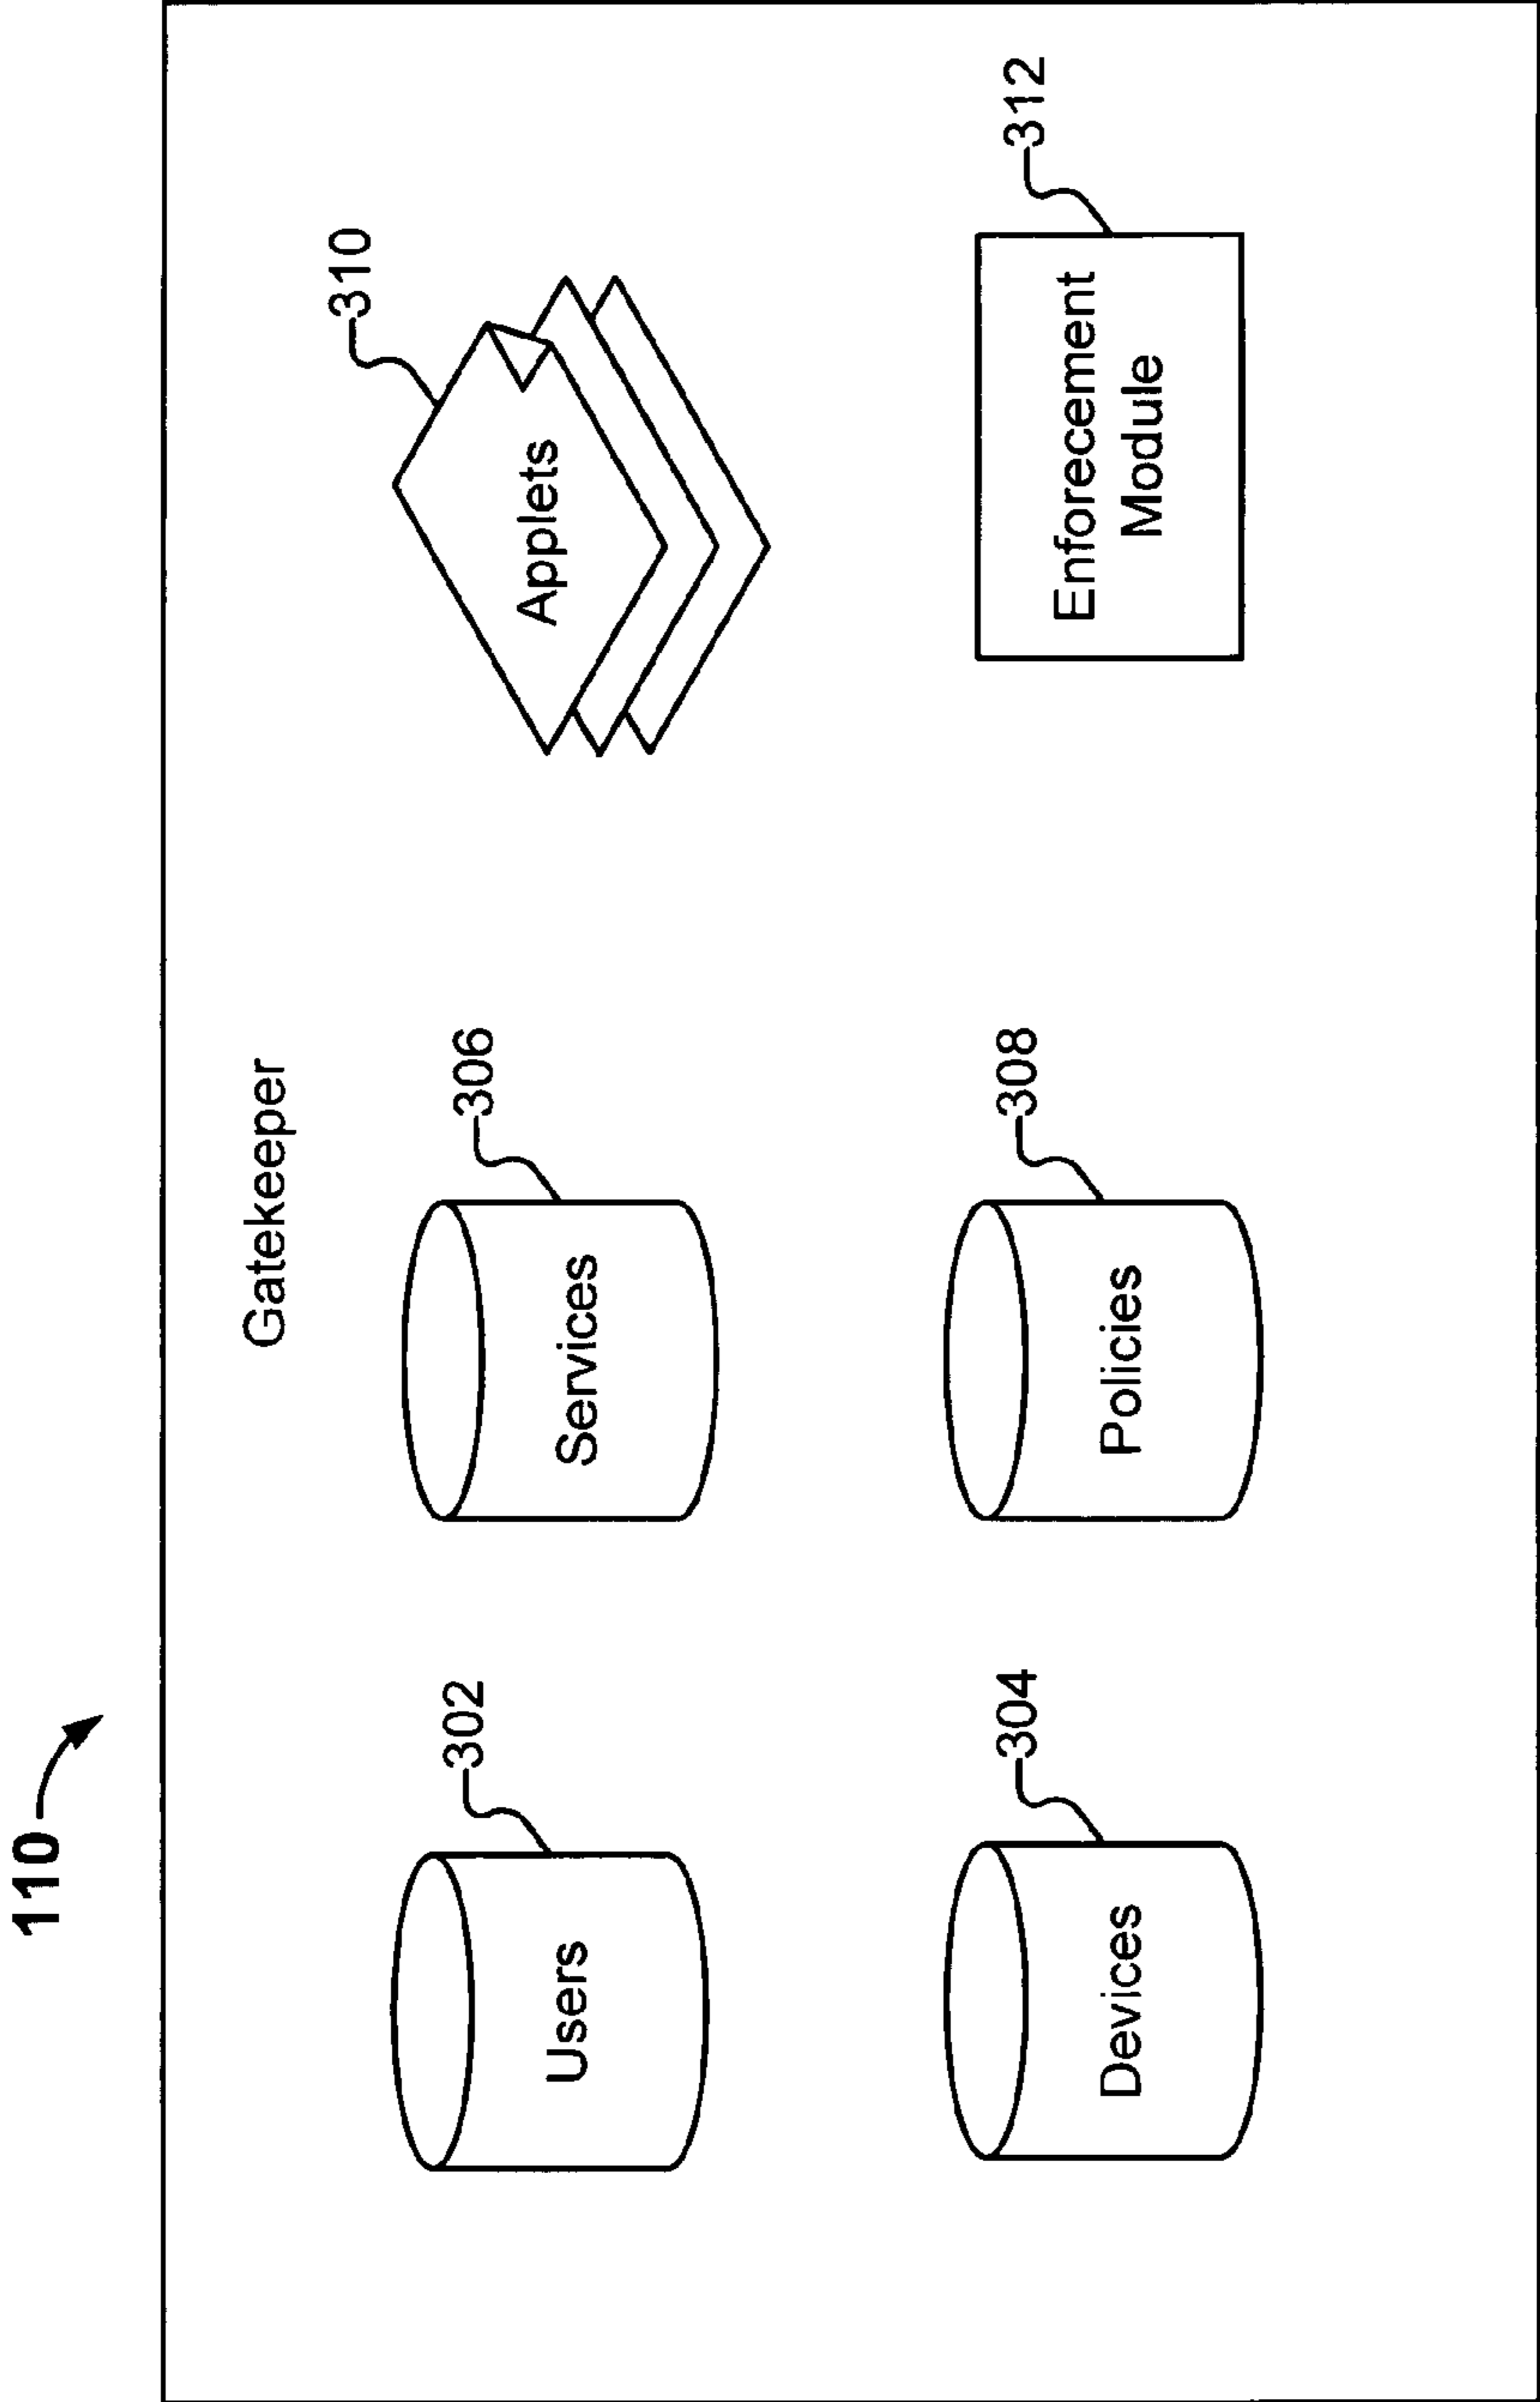 110
Gatekeeper
302
Users
306
Services
310
Applets
304
Devices
308
Policies
312
Enforecement
Module